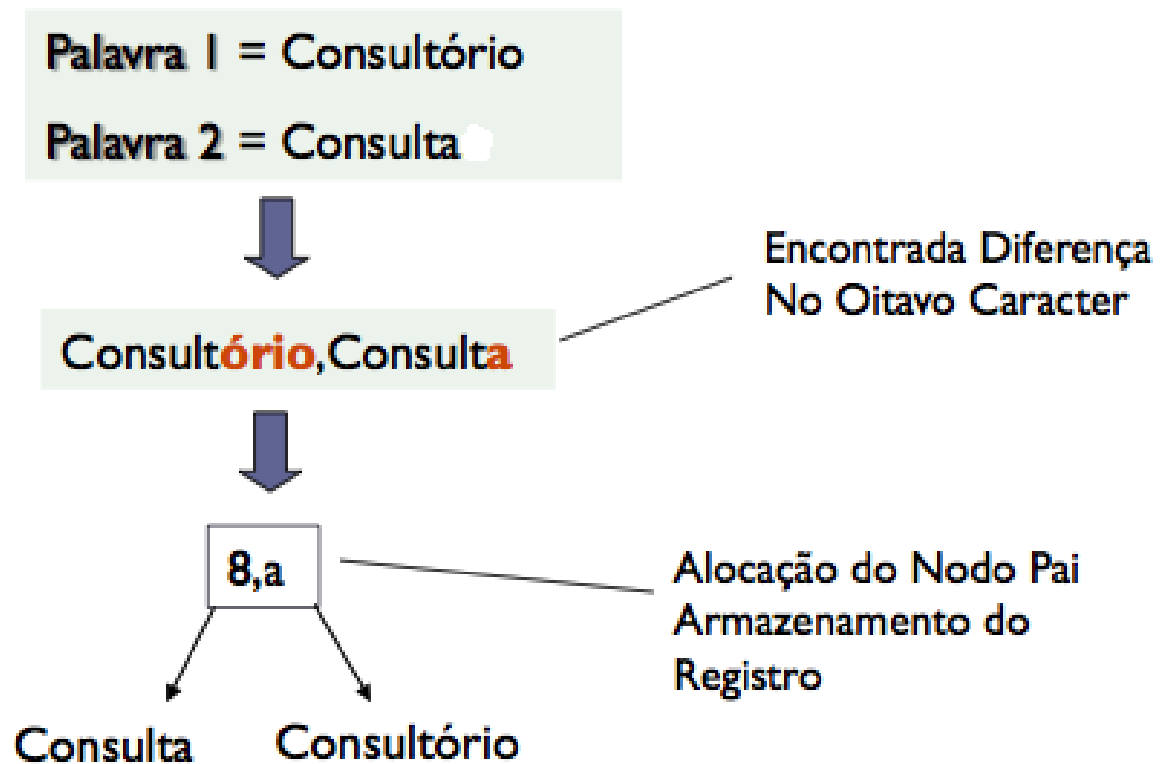 Palavra 1 = Consultório
Palavra 2 = Consulta
Encontrada Diferença
No Oitavo Caracter
Consultório,Consulta
8,a
Alocação do Nodo Pai
Armazenamento do
Registro
Consulta
Consultório